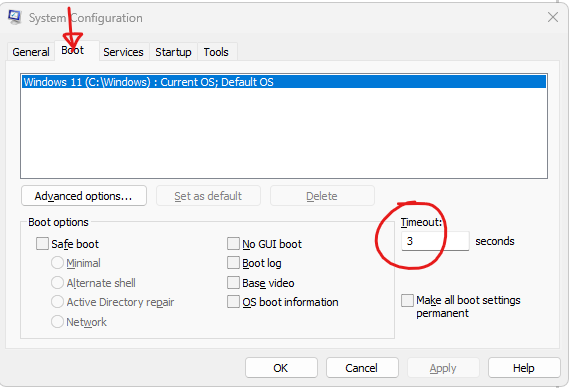 System Configuration
General Boot Services Startup Tools
Windows 11 (C:\Windows) : Current OS; Default OS
Advanced options... Set as default Delete
Boot options
Timeout:
Safe boot No GUI boot 3 seconds
Minimal Boot log
Alternate shell Base video
Active Directory repair OS boot information Make all boot settings
permanent
Network
OK Cancel Apply Help